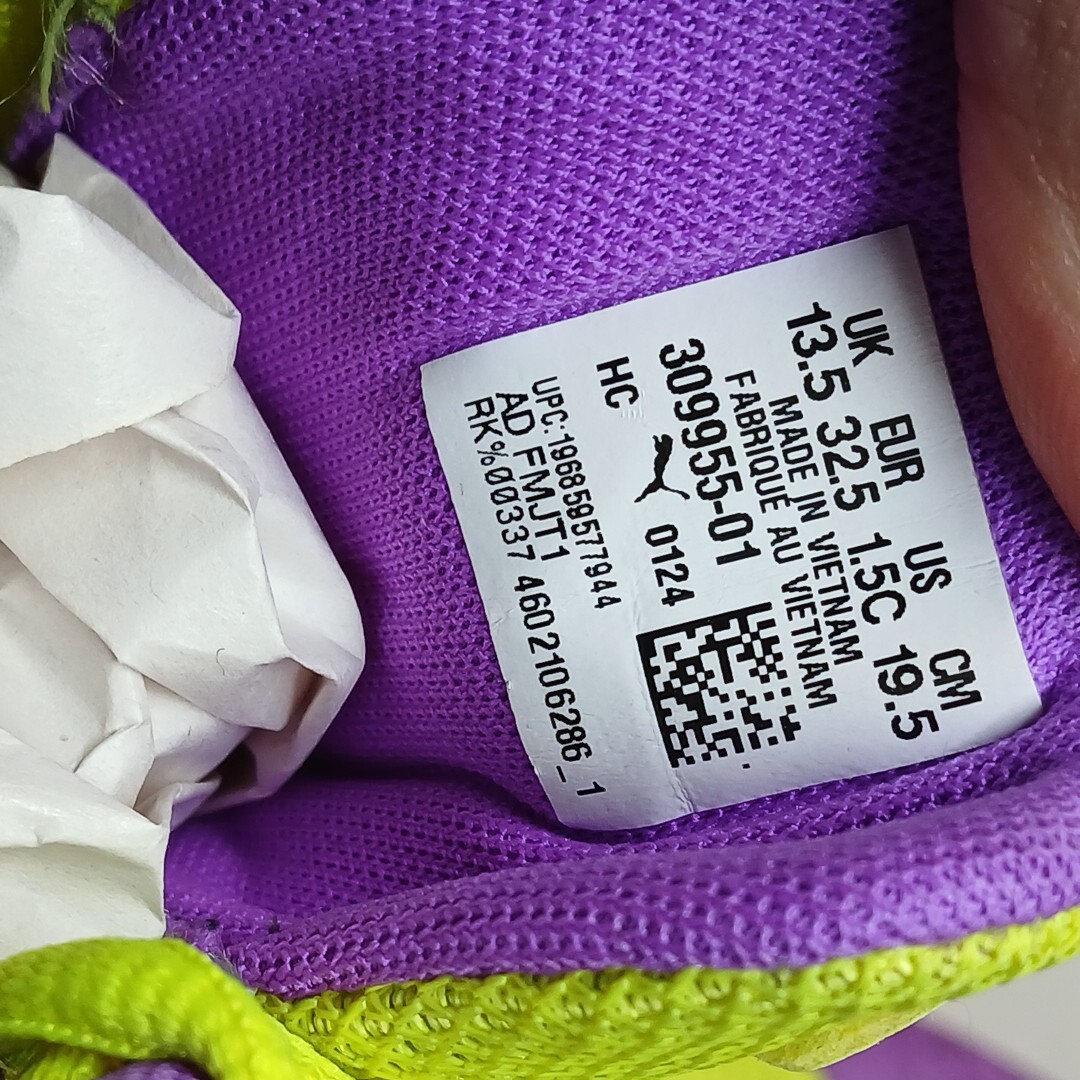 UK EUR US CM
13.5 32.5 1.5C 19.5
MADE IN VIETNAM
FABRIQUÉ AU VIETNAM
309955-01
0124
HC
UPC:196859577944
AD FMJT1
RK%00337 4602106286_1